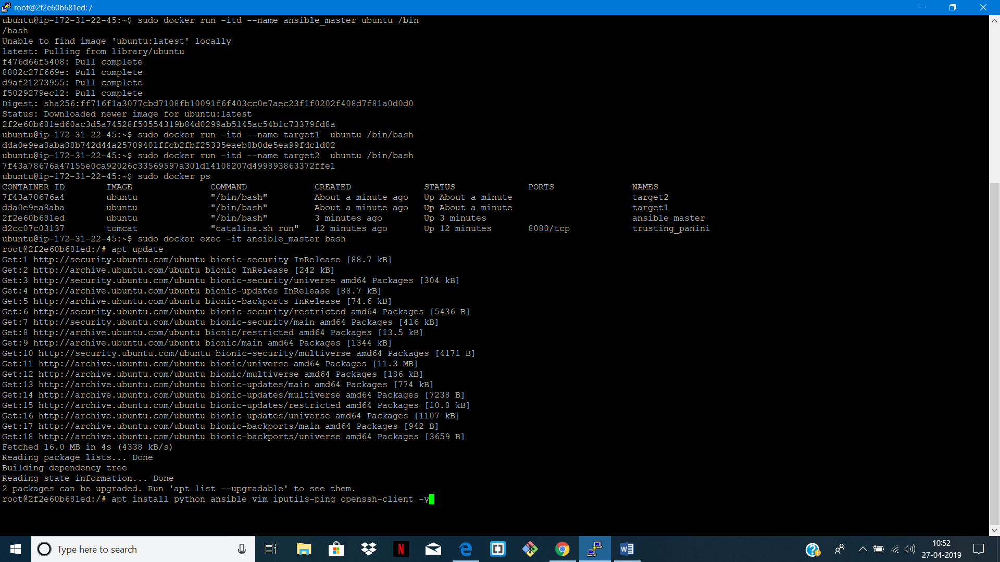 root@2f2e60b681ed: /
ubuntu@ip-172-31-22-45:~$ sudo docker run -itd --name ansible_master ubuntu /bin
/bash
Unable to find image 'ubuntu:latest' locally
latest: Pulling from library/ubuntu
f476d66f5408: Pull complete
8882c27f669e: Pull complete
d9af21273955: Pull complete
f5029279ec12: Pull complete
Digest: sha256:ff716f1a3077cbd7108fb10091f6f403cc0e7aec23f1f0202f408d7f81a0d0d0
Status: Downloaded newer image for ubuntu:latest
2f2e60b681ed60ac3d5a74528f50554319b84d0299ab5145ac54b1c73379fd8a
ubuntu@ip-172-31-22-45:~$ sudo docker run -itd --name target1  ubuntu /bin/bash
dda0e9ea8aba88b742d44a25709401ffcb2fbf25335eaeb8b0de5ea99fdc1d02
ubuntu@ip-172-31-22-45:~$ sudo docker run -itd --name target2  ubuntu /bin/bash
7f43a78676a47155e0ca92026c33569597a301d14108207d499893863372ffe1
ubuntu@ip-172-31-22-45:~$ sudo docker ps
CONTAINER ID        IMAGE               COMMAND             CREATED              STATUS              PORTS               NAMES
7f43a78676a4        ubuntu              "/bin/bash"         About a minute ago   Up About a minute                       target2
dda0e9ea8aba        ubuntu              "/bin/bash"         About a minute ago   Up About a minute                       target1
2f2e60b681ed        ubuntu              "/bin/bash"         3 minutes ago        Up 3 minutes                            ansible_master
d2cc07c03137        tomcat              "catalina.sh run"   12 minutes ago       Up 12 minutes       8080/tcp            trusting_panini
ubuntu@ip-172-31-22-45:~$ sudo docker exec -it ansible_master bash
root@2f2e60b681ed:/# apt update
Get:1 http://security.ubuntu.com/ubuntu bionic-security InRelease [88.7 kB]
Get:2 http://archive.ubuntu.com/ubuntu bionic InRelease [242 kB]
Get:3 http://security.ubuntu.com/ubuntu bionic-security/universe amd64 Packages [304 kB]
Get:4 http://archive.ubuntu.com/ubuntu bionic-updates InRelease [88.7 kB]
Get:5 http://archive.ubuntu.com/ubuntu bionic-backports InRelease [74.6 kB]
Get:6 http://security.ubuntu.com/ubuntu bionic-security/restricted amd64 Packages [5436 B]
Get:7 http://security.ubuntu.com/ubuntu bionic-security/main amd64 Packages [416 kB]
Get:8 http://archive.ubuntu.com/ubuntu bionic/restricted amd64 Packages [13.5 kB]
Get:9 http://archive.ubuntu.com/ubuntu bionic/main amd64 Packages [1344 kB]
Get:10 http://security.ubuntu.com/ubuntu bionic-security/multiverse amd64 Packages [4171 B]
Get:11 http://archive.ubuntu.com/ubuntu bionic/universe amd64 Packages [11.3 MB]
Get:12 http://archive.ubuntu.com/ubuntu bionic/multiverse amd64 Packages [186 kB]
Get:13 http://archive.ubuntu.com/ubuntu bionic-updates/main amd64 Packages [774 kB]
Get:14 http://archive.ubuntu.com/ubuntu bionic-updates/multiverse amd64 Packages [7238 B]
Get:15 http://archive.ubuntu.com/ubuntu bionic-updates/restricted amd64 Packages [10.8 kB]
Get:16 http://archive.ubuntu.com/ubuntu bionic-updates/universe amd64 Packages [1107 kB]
Get:17 http://archive.ubuntu.com/ubuntu bionic-backports/main amd64 Packages [942 B]
Get:18 http://archive.ubuntu.com/ubuntu bionic-backports/universe amd64 Packages [3659 B]
Fetched 16.0 MB in 4s (4338 kB/s)
Reading package lists... Done
Building dependency tree
Reading state information... Done
2 packages can be upgraded. Run 'apt list --upgradable' to see them.
root@2f2e60b681ed:/# apt install python ansible vim iputils-ping openssh-client -y
Type here to search
10:52
27-04-2019